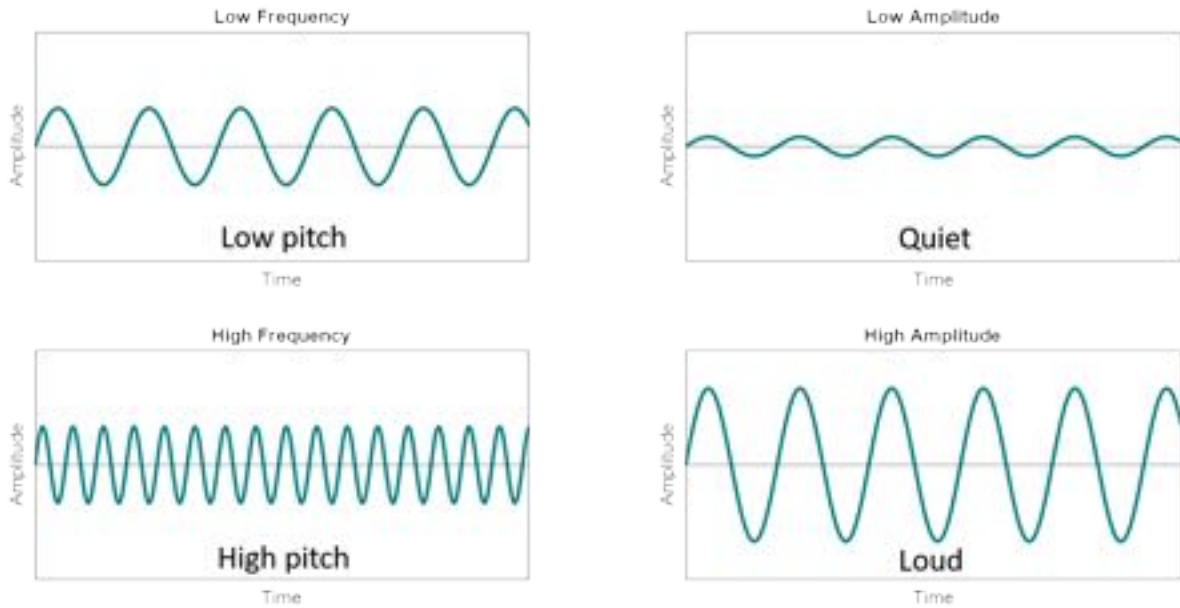 Low Frequency
Amplitude
Low pitch
Time
Low Amplitude
Amplitude
Quiet
Time
High Frequency
Amplitude
High pitch
Time
High Amplitude
Amplitude
Loud
Time